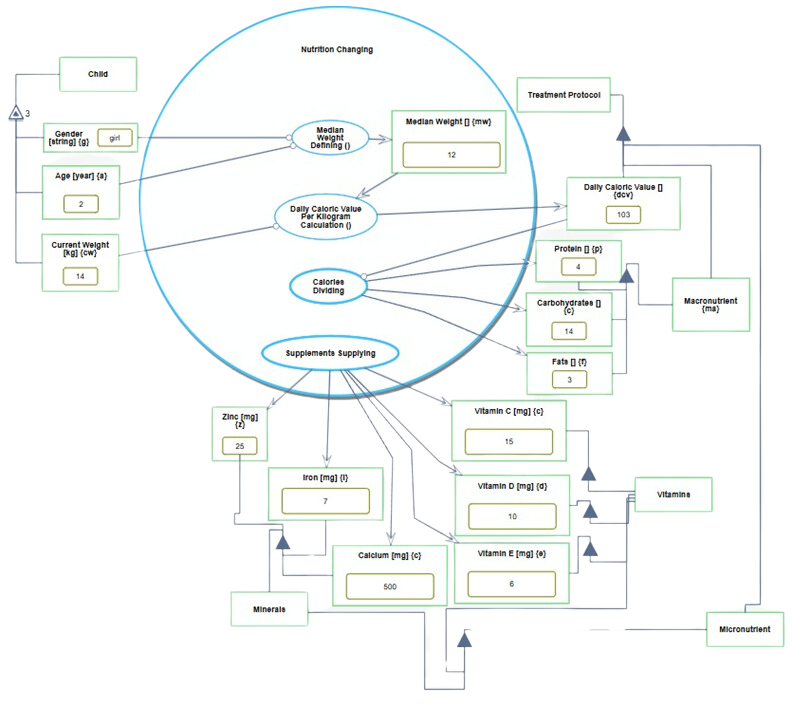 Nutrition Changing
Child
3
Treatment Protocol
Gender
[string] {g}
girl
Median
Weight
Defining ()
Median Weight [] {mw}
12
Age [year] {a}
2
Daily Caloric Value
Per Kilogram
Calculation ()
Daily Caloric Value []
{dcv}
103
Current Weight
[kg] {cw}
14
Protein [] {p}
4
Calories
Dividing
Carbohydrates []
{c}
14
Macronutrient
{ma}
Supplements Supplying
Fats [] {f}
3
Zinc [mg]
{z}
25
Vitamin C [mg] {c}
15
Iron [mg] {i}
7
Vitamin D [mg] {d}
10
Vitamins
Calcium [mg] {c}
500
Vitamin E [mg] {e}
6
Minerals
Micronutrient